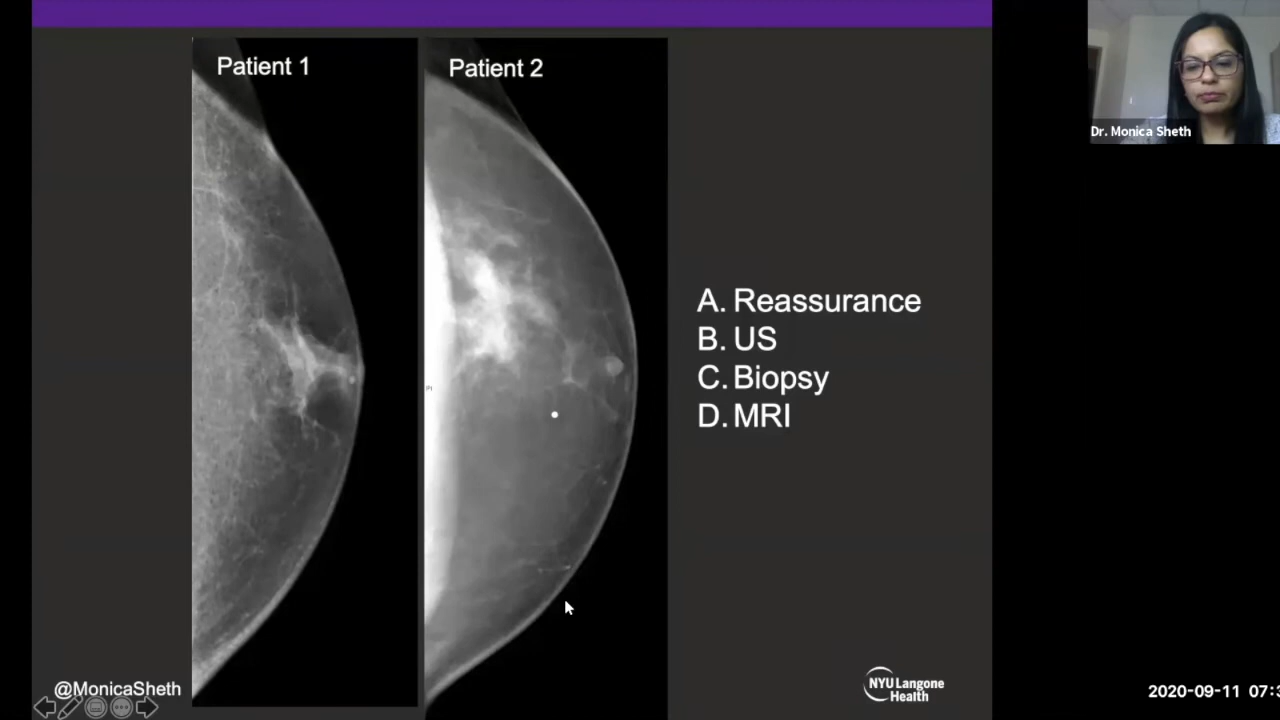 Patient 1
Patient 2
A. Reassurance
B. US
C. Biopsy
D. MRI
Dr. Monica Sheth
@MonicaSheth
NYU Langone
Health
2020-09-11 07:3